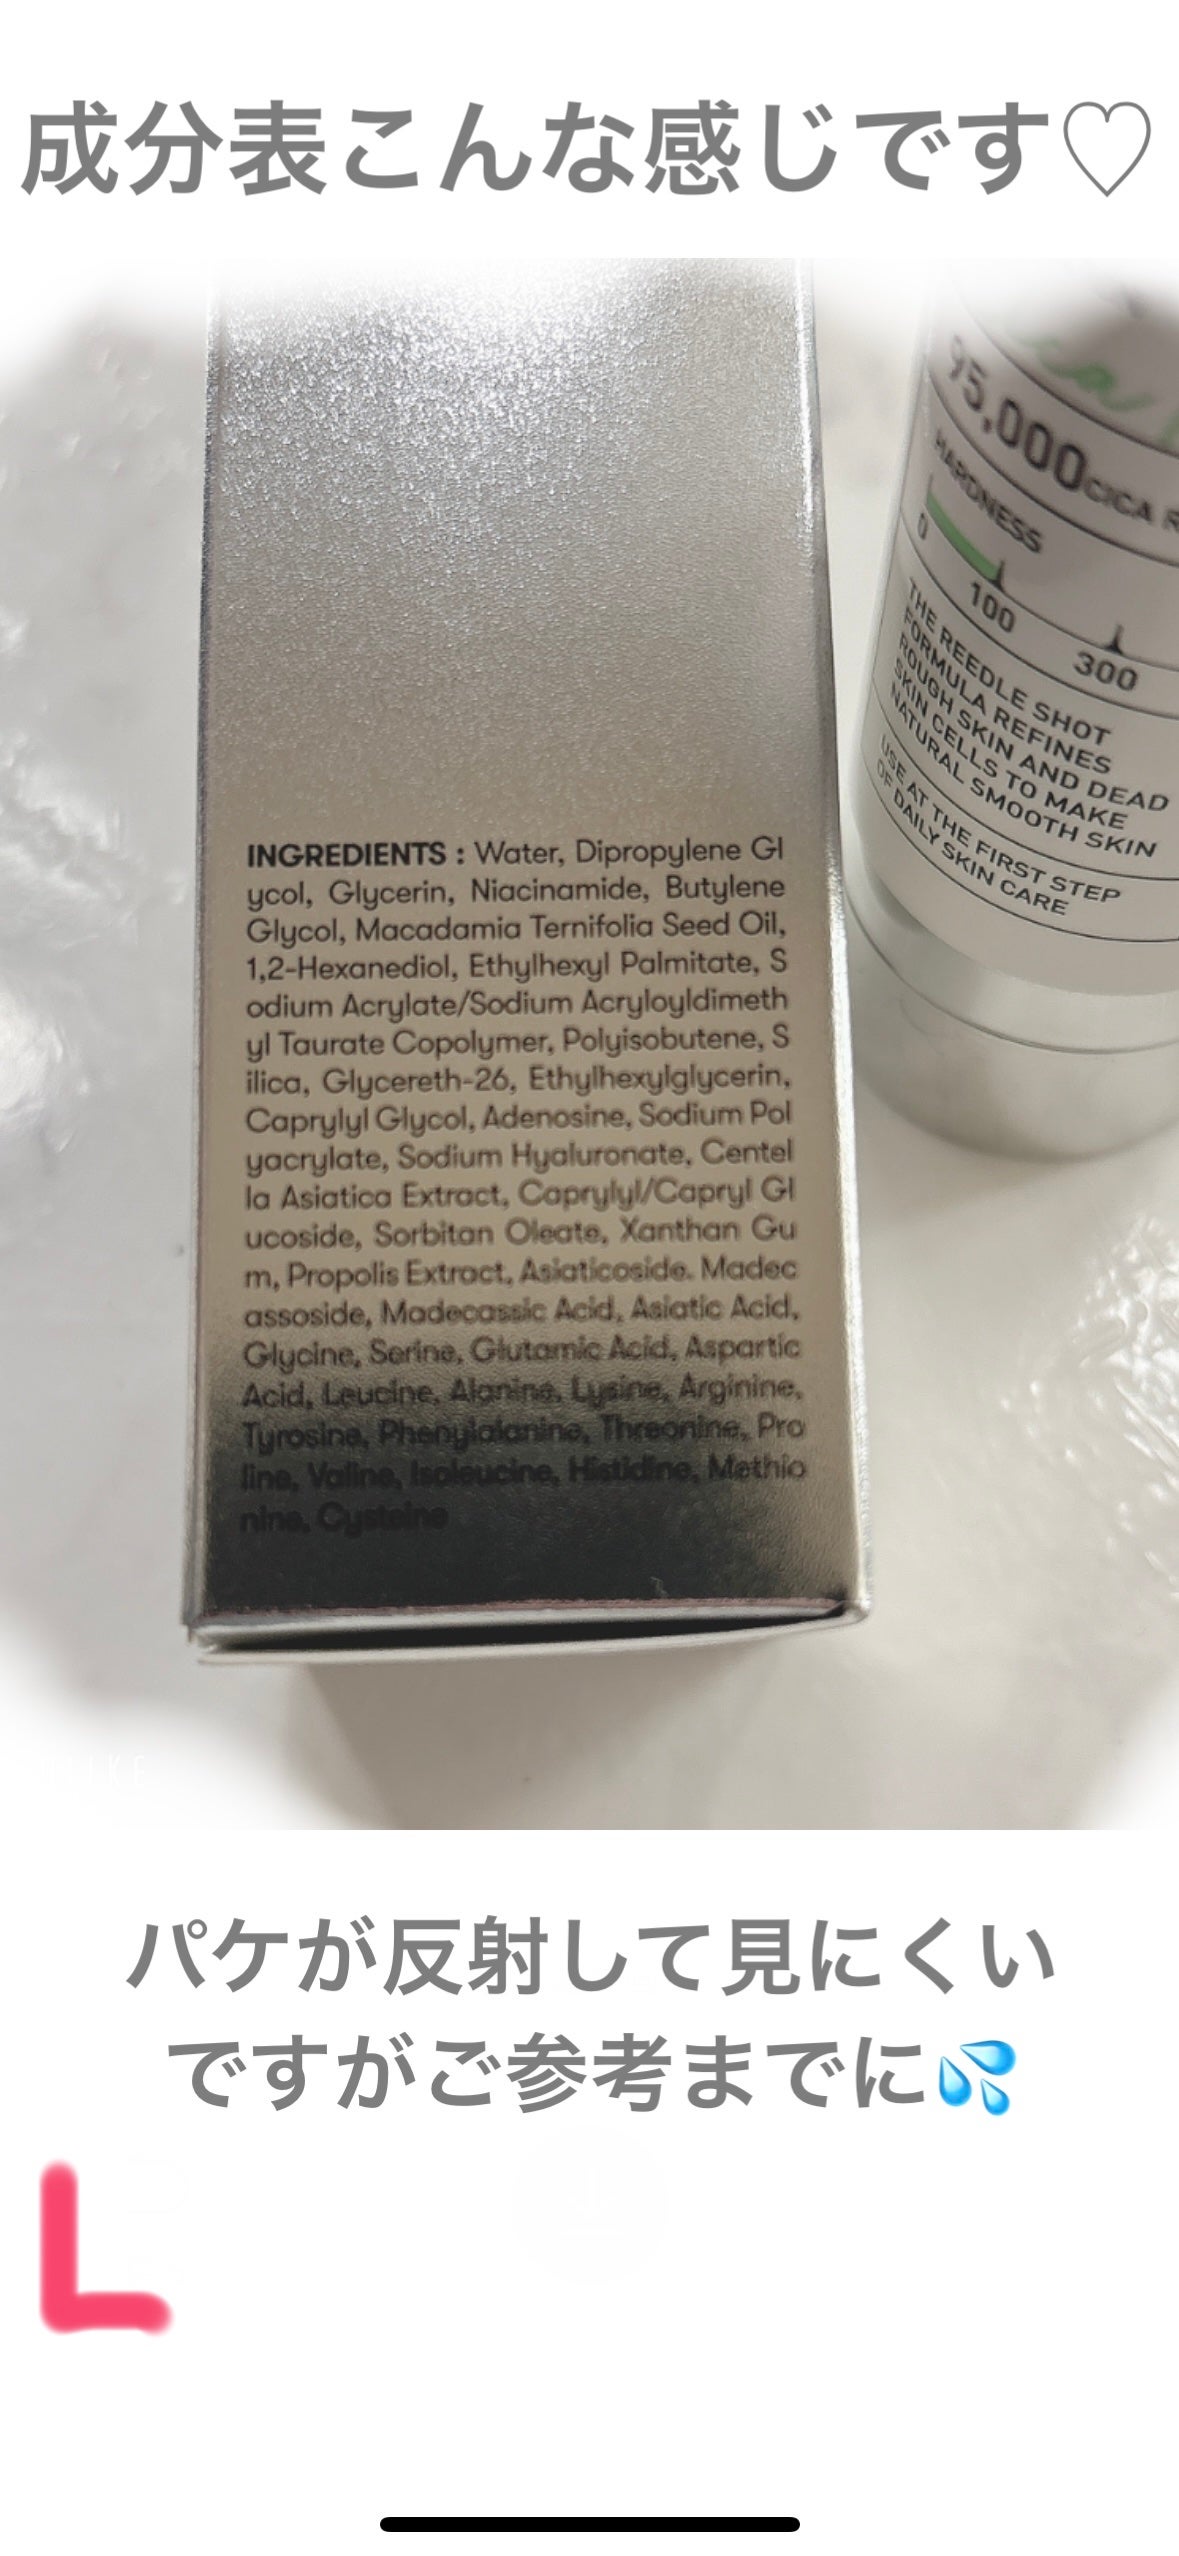 成分表こんな感じです♡
INGREDIENTS : Water, Dipropylene Gl
ycol, Glycerin, Niacinamide, Butylene
Glycol, Macadamia Ternifolia Seed Oil,
1,2-Hexanediol, Ethylhexyl Palmitate, S
odium Acrylate/Sodium Acryloyldimeth
yl Taurate Copolymer, Polyisobutene, S
ilica, Glycereth-26, Ethylhexylglycerin,
Caprylyl Glycol, Adenosine, Sodium Pol
yacrylate, Sodium Hyaluronate, Centel
la Asiatica Extract, Caprylyl/Capryl Gl
ucoside, Sorbitan Oleate, Xanthan Gu
m, Propolis Extract, Asiaticoside. Madec
assoside, Madecassic Acid, Asiatic Acid,
Glycine, Serine, Glutamic Acid, Aspartic
Acid, Leucine, Alanine, Lysine, Arginine,
Tyrosine, Phenylalanine, Threonine, Pro
line, Valine, Isoleucine, Histidine, Methio
nine, Cysteine
95,000 CICA R
HARDNESS
0 100 300
THE REEDLE SHOT
FORMULA REFINES
ROUGH SKIN AND DEAD
SKIN CELLS TO MAKE
NATURAL SMOOTH SKIN
USE AT THE FIRST STEP
OF DAILY SKIN CARE
パケが反射して見にくい
ですがご参考までに💦
L